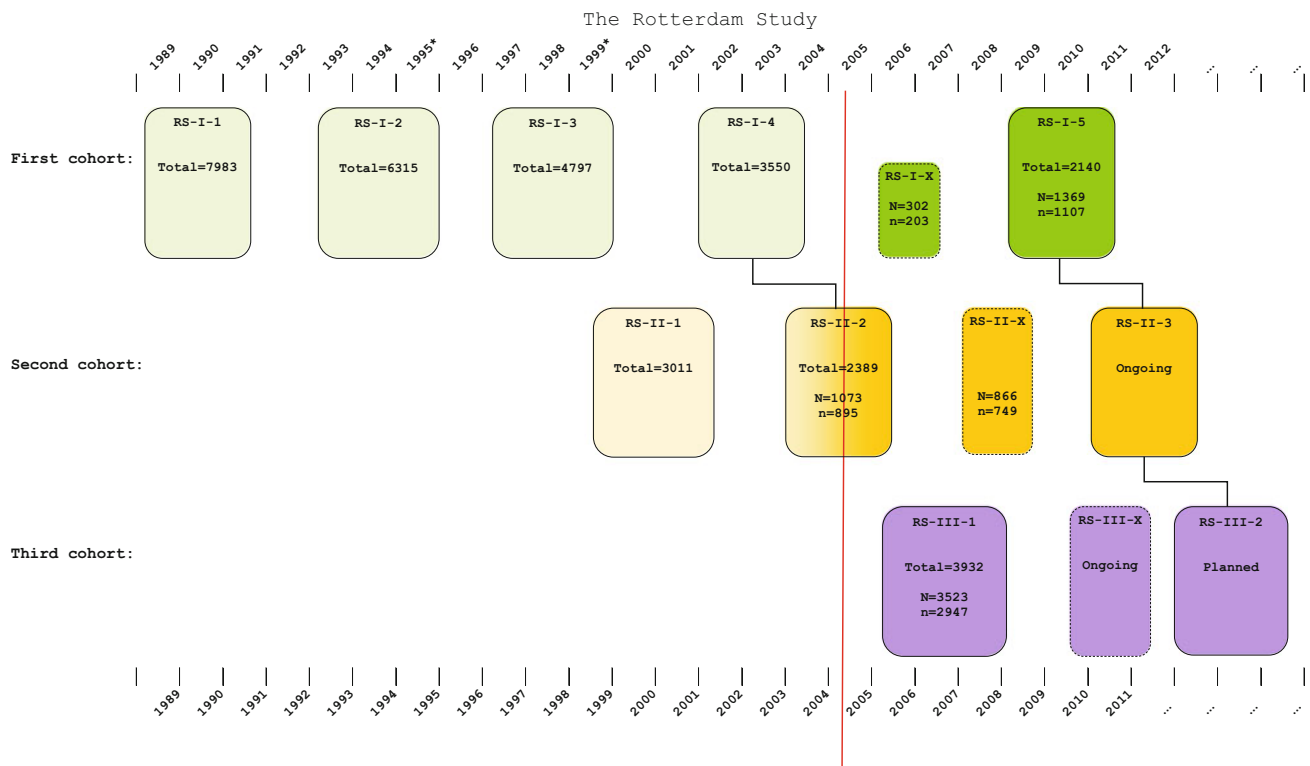 The Rotterdam Study
1989 1990 1991 1992 1993 1994 1995* 1996 1997 1998 1999* 2000 2001 2002 2003 2004 2005 2006 2007 2008 2009 2010 2011 2012 ... ... ...
First cohort:
RS-I-1
Total=7983
RS-I-2
Total=6315
RS-I-3
Total=4797
RS-I-4
Total=3550
RS-I-X
N=302
n=203
RS-I-5
Total=2140
N=1369
n=1107
Second cohort:
RS-II-1
Total=3011
RS-II-2
Total=2389
N=1073
n=895
RS-II-X
N=866
n=749
RS-II-3
Ongoing
Third cohort:
RS-III-1
Total=3932
N=3523
n=2947
RS-III-X
Ongoing
RS-III-2
Planned
1989 1990 1991 1992 1993 1994 1995 1996 1997 1998 1999 2000 2001 2002 2003 2004 2005 2006 2007 2008 2009 2010 2011 ... ... ... ...